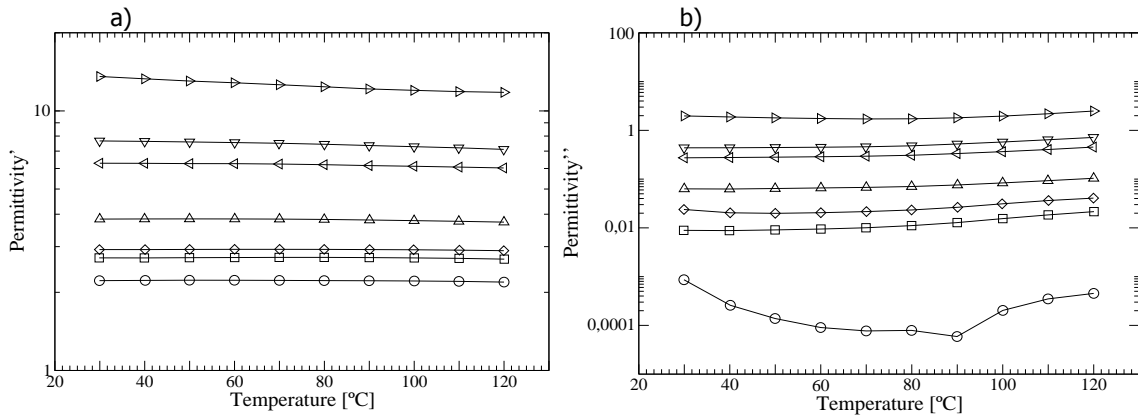 a)
Permittivity'
10
1
20 40 60 80 100 120
Temperature [ºC]
b)
Permittivity''
100
1
0,01
0,0001
20 40 60 80 100 120
Temperature [ºC]